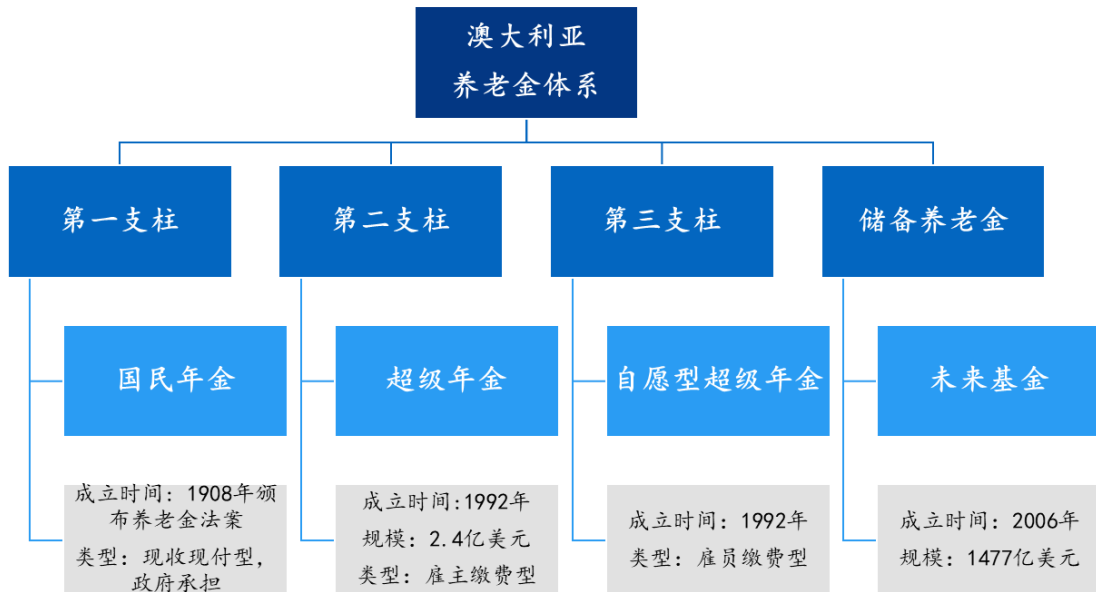 澳大利亚
养老金体系
第一支柱
第二支柱
第三支柱
储备养老金
国民年金
超级年金
自愿型超级年金
未来基金
成立时间：1908年颁
布养老金法案
类型：现收现付型，
政府承担
成立时间:1992年
规模：2.4亿美元
类型：雇主缴费型
成立时间：1992年
类型：雇员缴费型
成立时间：2006年
规模：1477亿美元